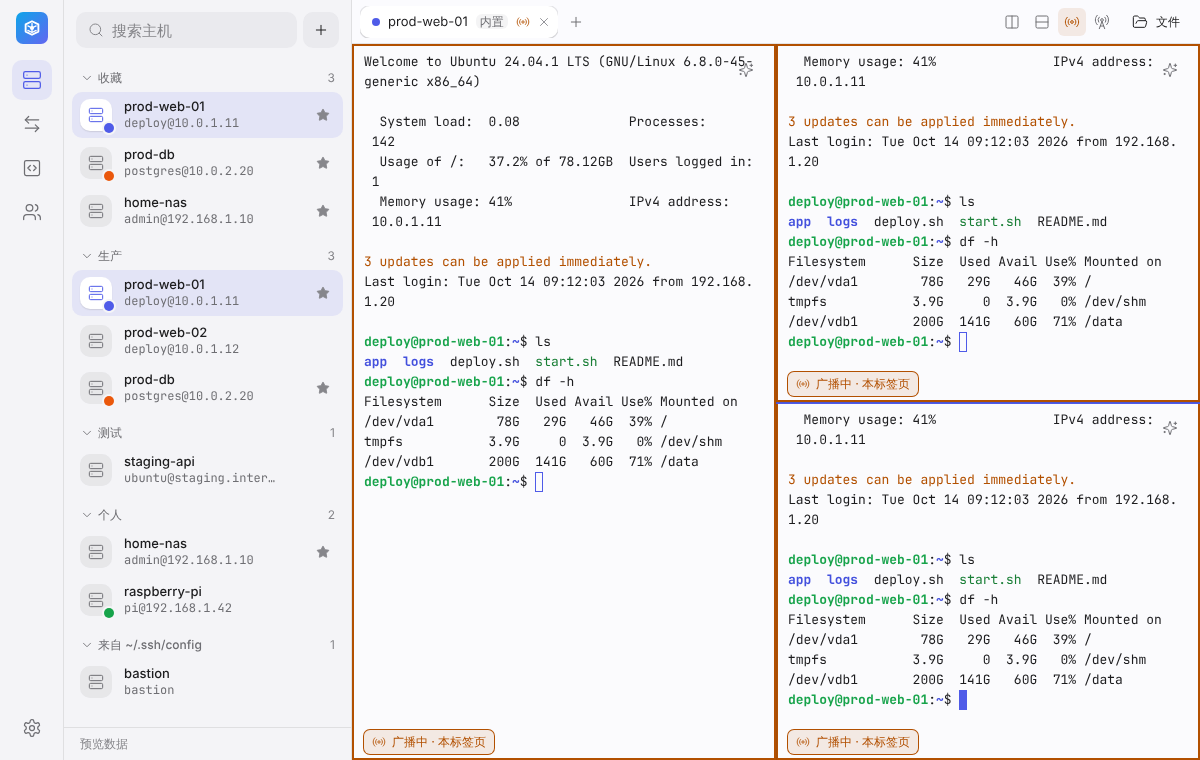 搜索主机
收藏 3
prod-web-01
deploy@10.0.1.11
prod-db
postgres@10.0.2.20
home-nas
admin@192.168.1.10
生产 3
prod-web-01
deploy@10.0.1.11
prod-web-02
deploy@10.0.1.12
prod-db
postgres@10.0.2.20
测试 1
staging-api
ubuntu@staging.inter…
个人 2
home-nas
admin@192.168.1.10
raspberry-pi
pi@192.168.1.42
来自 ~/.ssh/config 1
bastion
bastion
预览数据
prod-web-01 内置
文件
Welcome to Ubuntu 24.04.1 LTS (GNU/Linux 6.8.0-45-
generic x86_64)
System load:  0.08              Processes:
142
Usage of /:   37.2% of 78.12GB  Users logged in:
1
Memory usage: 41%               IPv4 address:
10.0.1.11
3 updates can be applied immediately.
Last login: Tue Oct 14 09:12:03 2026 from 192.168.
1.20
deploy@prod-web-01:~$ ls
app  logs  deploy.sh  start.sh  README.md
deploy@prod-web-01:~$ df -h
Filesystem      Size  Used Avail Use% Mounted on
/dev/vda1        78G   29G   46G  39% /
tmpfs           3.9G     0  3.9G   0% /dev/shm
/dev/vdb1       200G  141G   60G  71% /data
deploy@prod-web-01:~$
广播中 · 本标签页
Memory usage: 41%               IPv4 address:
10.0.1.11
3 updates can be applied immediately.
Last login: Tue Oct 14 09:12:03 2026 from 192.168.
1.20
deploy@prod-web-01:~$ ls
app  logs  deploy.sh  start.sh  README.md
deploy@prod-web-01:~$ df -h
Filesystem      Size  Used Avail Use% Mounted on
/dev/vda1        78G   29G   46G  39% /
tmpfs           3.9G     0  3.9G   0% /dev/shm
/dev/vdb1       200G  141G   60G  71% /data
deploy@prod-web-01:~$
广播中 · 本标签页
Memory usage: 41%               IPv4 address:
10.0.1.11
3 updates can be applied immediately.
Last login: Tue Oct 14 09:12:03 2026 from 192.168.
1.20
deploy@prod-web-01:~$ ls
app  logs  deploy.sh  start.sh  README.md
deploy@prod-web-01:~$ df -h
Filesystem      Size  Used Avail Use% Mounted on
/dev/vda1        78G   29G   46G  39% /
tmpfs           3.9G     0  3.9G   0% /dev/shm
/dev/vdb1       200G  141G   60G  71% /data
deploy@prod-web-01:~$
广播中 · 本标签页